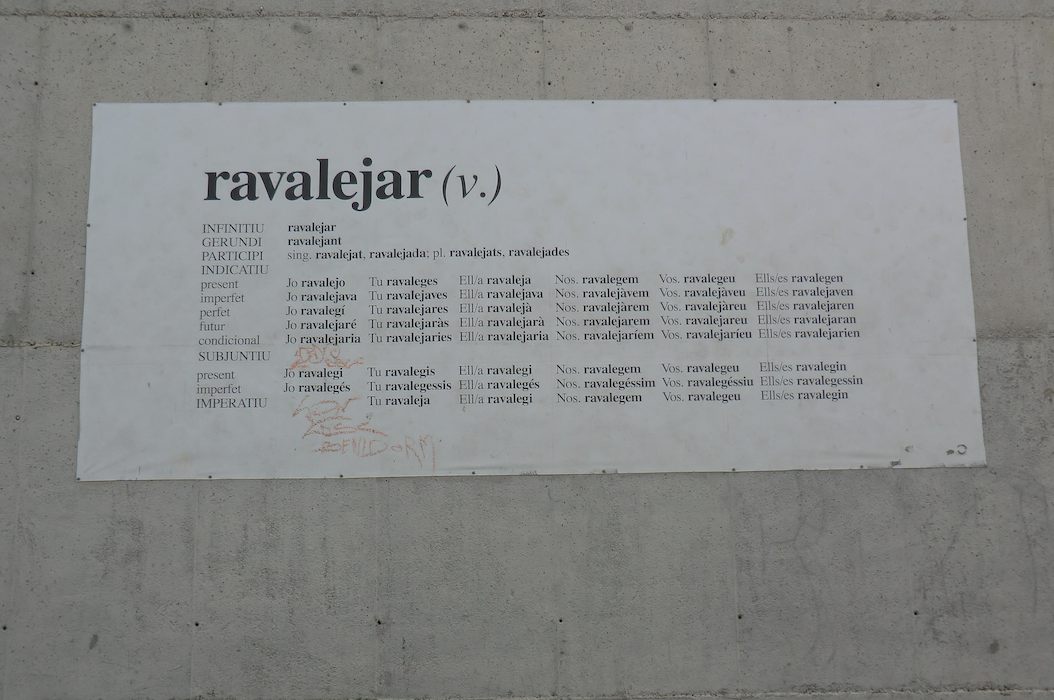 ravalejar (v.)
INFINITIU ravalejar
GERUNDI ravalejant
PARTICIPI sing. ravalejat, ravalejada; pl. ravalejats, ravalejades
INDICATIU
present Jo ravalejo Tu ravaleges Ell/a ravaleja Nos. ravalegem Vos. ravalegeu Ells/es ravalegen
imperfet Jo ravalejava Tu ravalejaves Ell/a ravalejava Nos. ravalejàvem Vos. ravalejàveu Ells/es ravalejaven
perfet Jo ravalegí Tu ravalejares Ell/a ravalejà Nos. ravalejàrem Vos. ravalejàreu Ells/es ravalejaren
futur Jo ravalejaré Tu ravalejaràs Ell/a ravalejarà Nos. ravalejarem Vos. ravalejareu Ells/es ravalejaran
condicional Jo ravalejaria Tu ravalejaries Ell/a ravalejaria Nos. ravalejaríem Vos. ravalejaríeu Ells/es ravalejarien
SUBJUNTIU
present Jo ravalegi Tu ravalegis Ell/a ravalegi Nos. ravalegem Vos. ravalegeu Ells/es ravalegin
imperfet Jo ravalegés Tu ravalegessis Ell/a ravalegés Nos. ravalegéssim Vos. ravalegéssiu Ells/es ravalegessin
IMPERATIU Tu ravaleja Ell/a ravalegi Nos. ravalegem Vos. ravalegeu Ells/es ravalegin